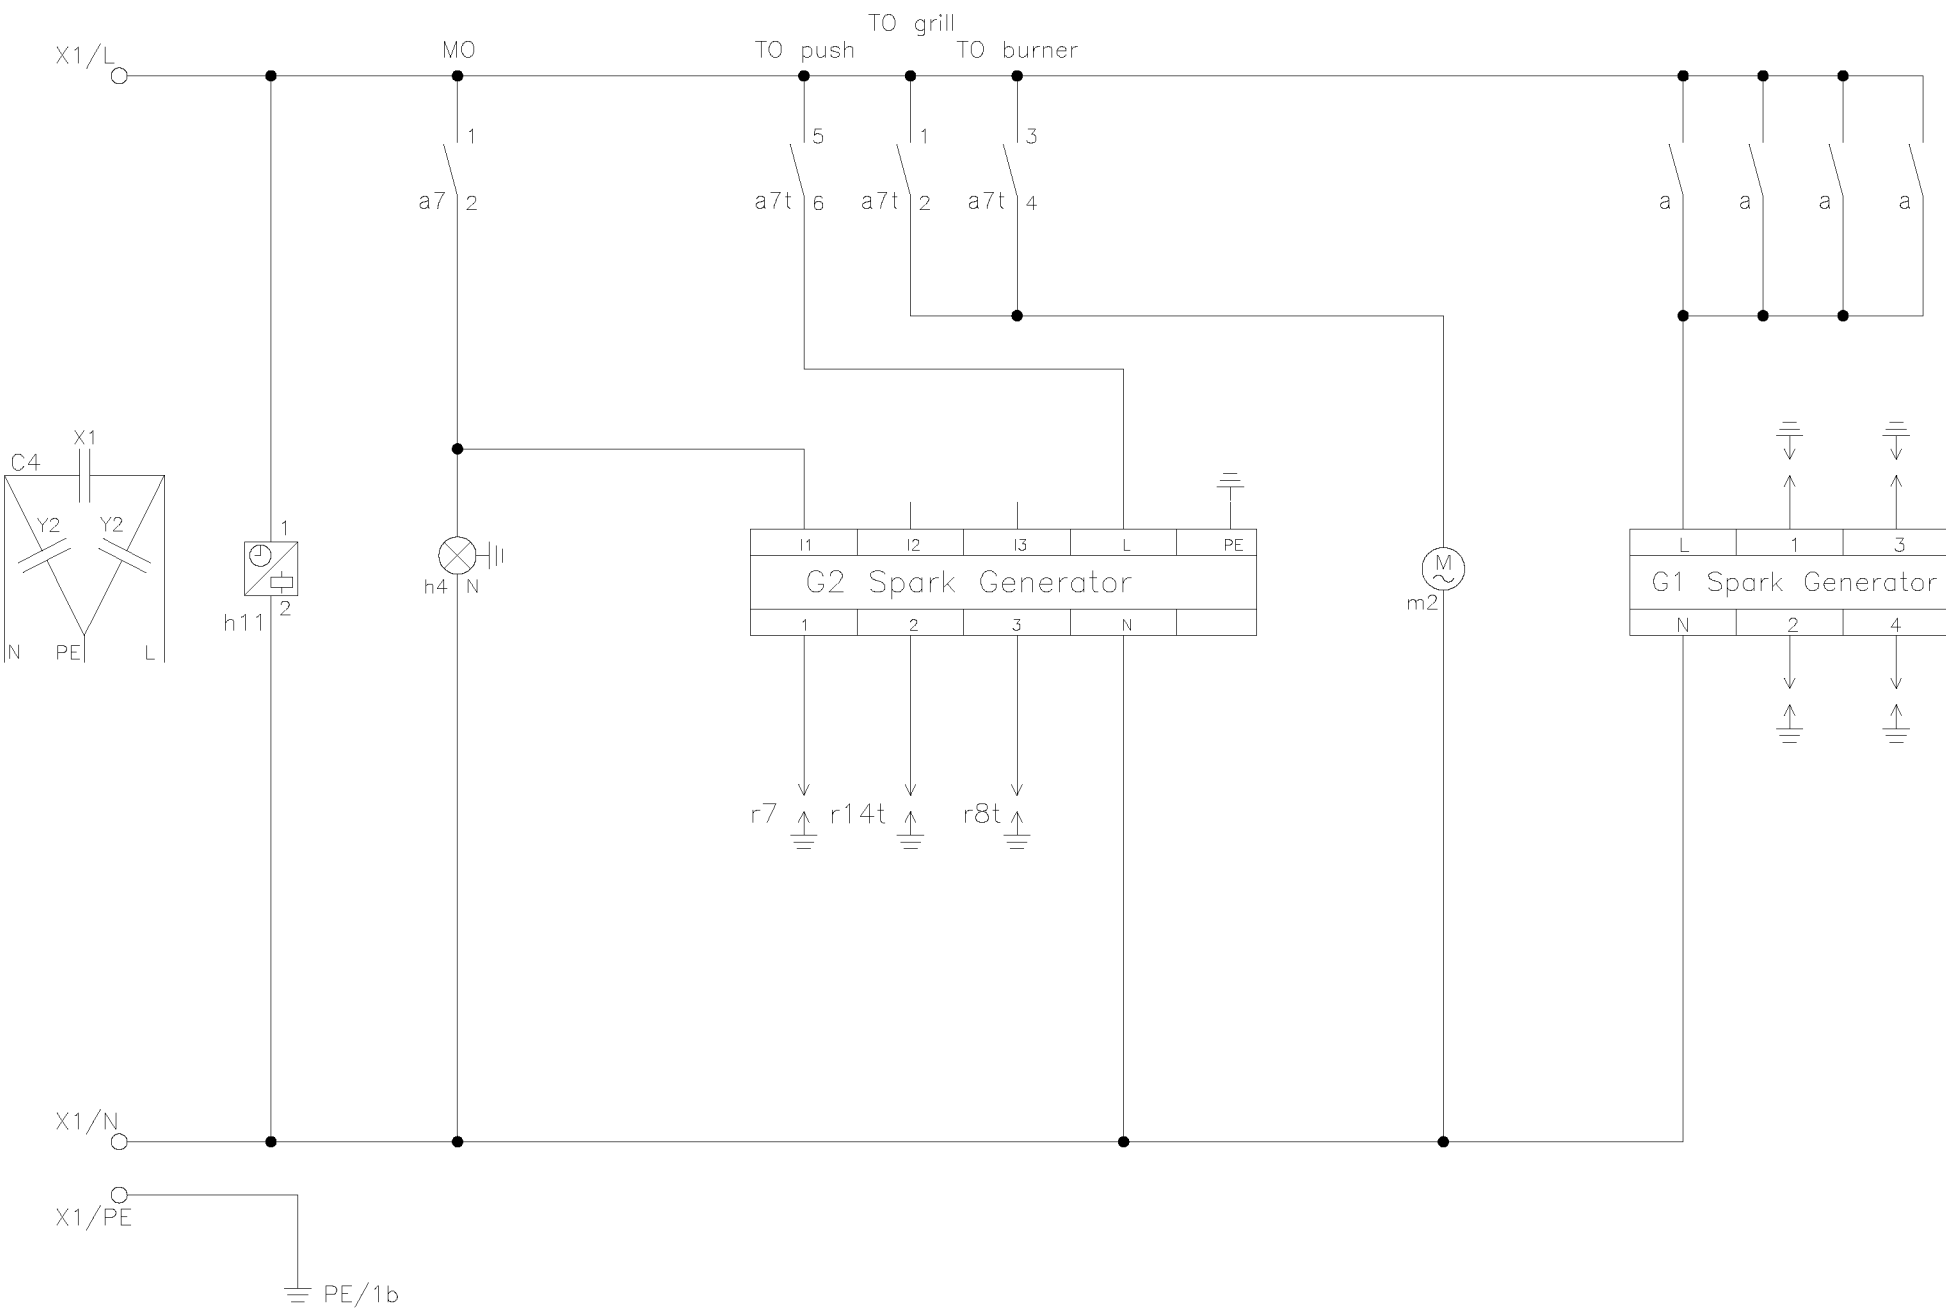 TO grill
X1/L MO TO push TO burner
1 5 1 3
a7 2 a7t 6 a7t 2 a7t 4 a a a a
X1
C4
Y2 Y2
1
I1 I2 I3 L PE L 1 3
M
G2 Spark Generator G1 Spark Generator
h4 N
2 m2
h11 1 2 3 N N 2 4
N PE L
r7 r14t r8t
X1/N
X1/PE
PE/1b